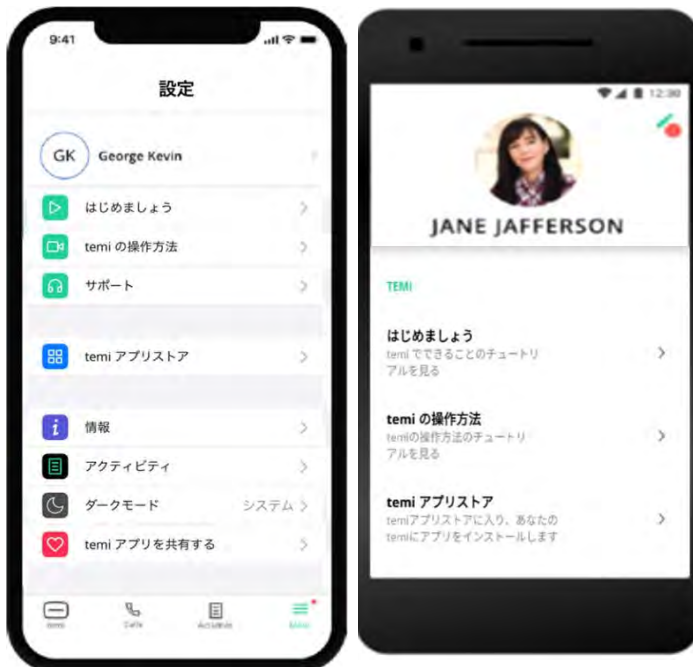 9:41
設定
GK
George Kevin
はじめましょう
temi の操作方法
サポート
temi アプリストア
情報
アクティビティ
ダークモード
システム
temi アプリを共有する
temi
Calls
Activities
Menu
12:30
JANE JAFFERSON
TEMI
はじめましょう
temi でできることのチュートリ
アルを見る
temi の操作方法
temiの操作方法のチュートリ
アルを見る
temi アプリストア
temiアプリストアに入り、あなたの
temiにアプリをインストールします